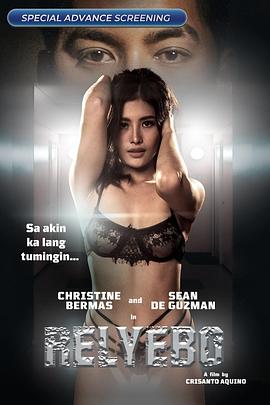 SPECIAL ADVANCE SCREENING
Sa akin
ka lang
tumingin...
CHRISTINE BERMAS and SEAN DE GUZMAN
in
RELYEBO
A film by
CRISANTO AQUINO